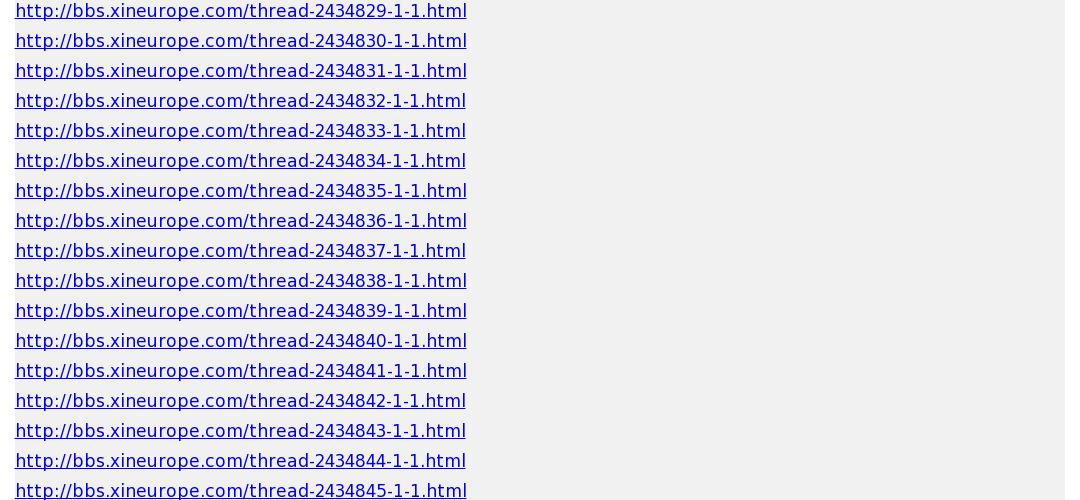 http://bbs.xineurope.com/thread-2434829-1-1.html
http://bbs.xineurope.com/thread-2434830-1-1.html
http://bbs.xineurope.com/thread-2434831-1-1.html
http://bbs.xineurope.com/thread-2434832-1-1.html
http://bbs.xineurope.com/thread-2434833-1-1.html
http://bbs.xineurope.com/thread-2434834-1-1.html
http://bbs.xineurope.com/thread-2434835-1-1.html
http://bbs.xineurope.com/thread-2434836-1-1.html
http://bbs.xineurope.com/thread-2434837-1-1.html
http://bbs.xineurope.com/thread-2434838-1-1.html
http://bbs.xineurope.com/thread-2434839-1-1.html
http://bbs.xineurope.com/thread-2434840-1-1.html
http://bbs.xineurope.com/thread-2434841-1-1.html
http://bbs.xineurope.com/thread-2434842-1-1.html
http://bbs.xineurope.com/thread-2434843-1-1.html
http://bbs.xineurope.com/thread-2434844-1-1.html
http://bbs.xineurope.com/thread-2434845-1-1.html